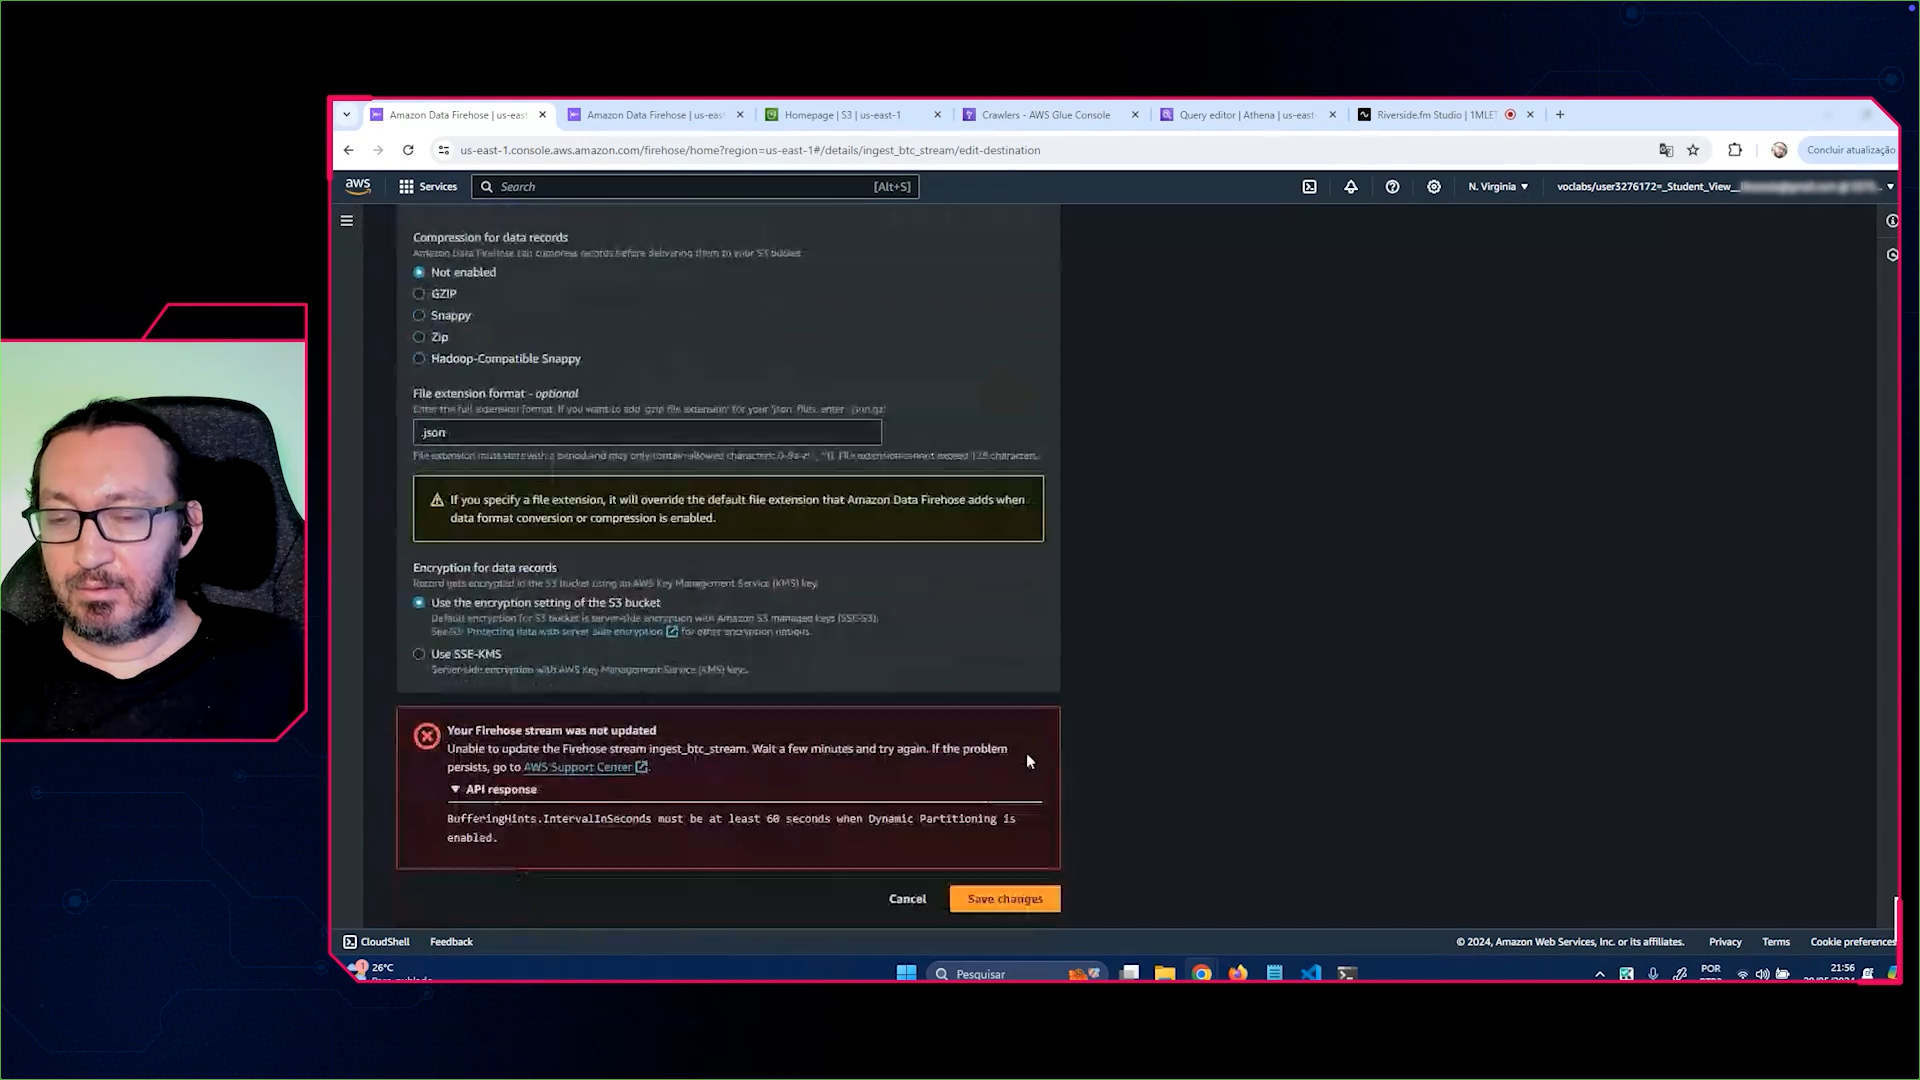 Amazon Data Firehose | us-east
Amazon Data Firehose | us-eas
Homepage | S3 | us-east-1
Crawlers - AWS Glue Console
Query editor | Athena | us-east-
Riverside.fm Studio | 1MLET
us-east-1.console.aws.amazon.com/firehose/home?region=us-east-1#/details/ingest_btc_stream/edit-destination
Concluir atualização
aws
Services
Search
[Alt+S]
N. Virginia
voclabs/user3276172=_Student_View_
Compression for data records
Amazon Data Firehose can compress records before delivering them to your S3 bucket
Not enabled
GZIP
Snappy
Zip
Hadoop-Compatible Snappy
File extension format - optional
Enter the full extension format. If you want to add 'gzip file extension' for your 'json' files, enter .json.gz
.json
File extension must start with a period and may only contain allowed characters:
File extension cannot exceed 128 characters.
If you specify a file extension, it will override the default file extension that Amazon Data Firehose adds when
data format conversion or compression is enabled.
Encryption for data records
Record gets encrypted in the S3 bucket using an AWS Key Management Service (KMS) key.
Use the encryption setting of the S3 bucket
Default encryption for S3 bucket is server-side encryption with Amazon S3 managed keys (SSE-S3).
See S3: Protecting data with server side encryption for other encryption options.
Use SSE-KMS
Server-side encryption with AWS Key Management Service (KMS) keys.
Your Firehose stream was not updated
Unable to update the Firehose stream ingest_btc_stream. Wait a few minutes and try again. If the problem
persists, go to AWS Support Center.
API response
BufferingHints.IntervalInSeconds must be at least 60 seconds when Dynamic Partitioning is
enabled.
Cancel
Save changes
CloudShell
Feedback
© 2024, Amazon Web Services, Inc. or its affiliates.
Privacy
Terms
Cookie preferences
1
26°C
Pesquisar
POR
21:56